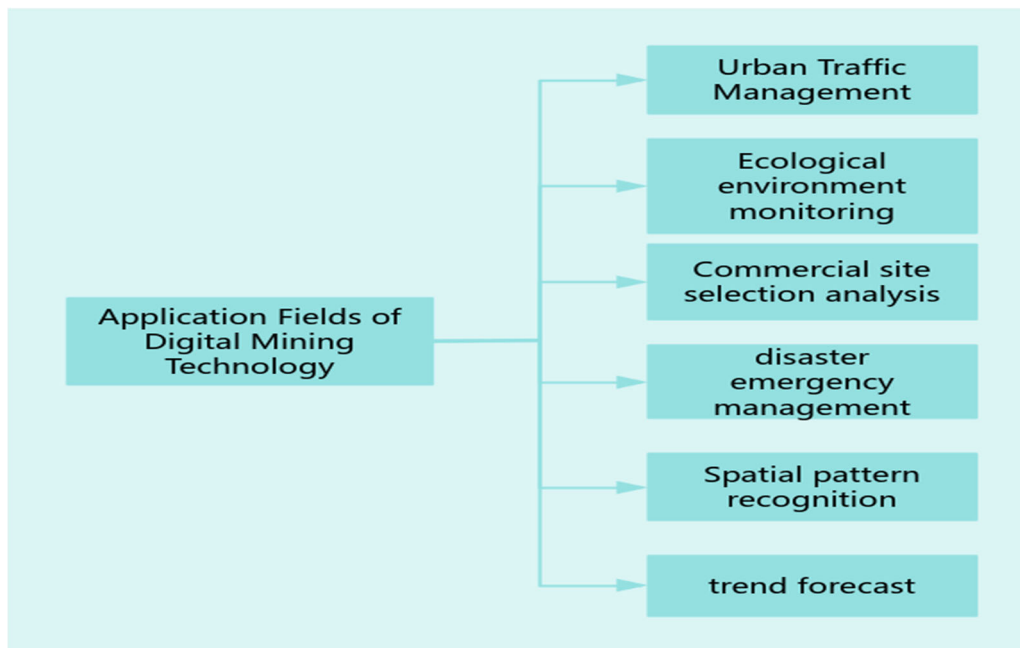 Application Fields of
Digital Mining
Technology
Urban Traffic
Management
Ecological
environment
monitoring
Commercial site
selection analysis
disaster
emergency
management
Spatial pattern
recognition
trend forecast